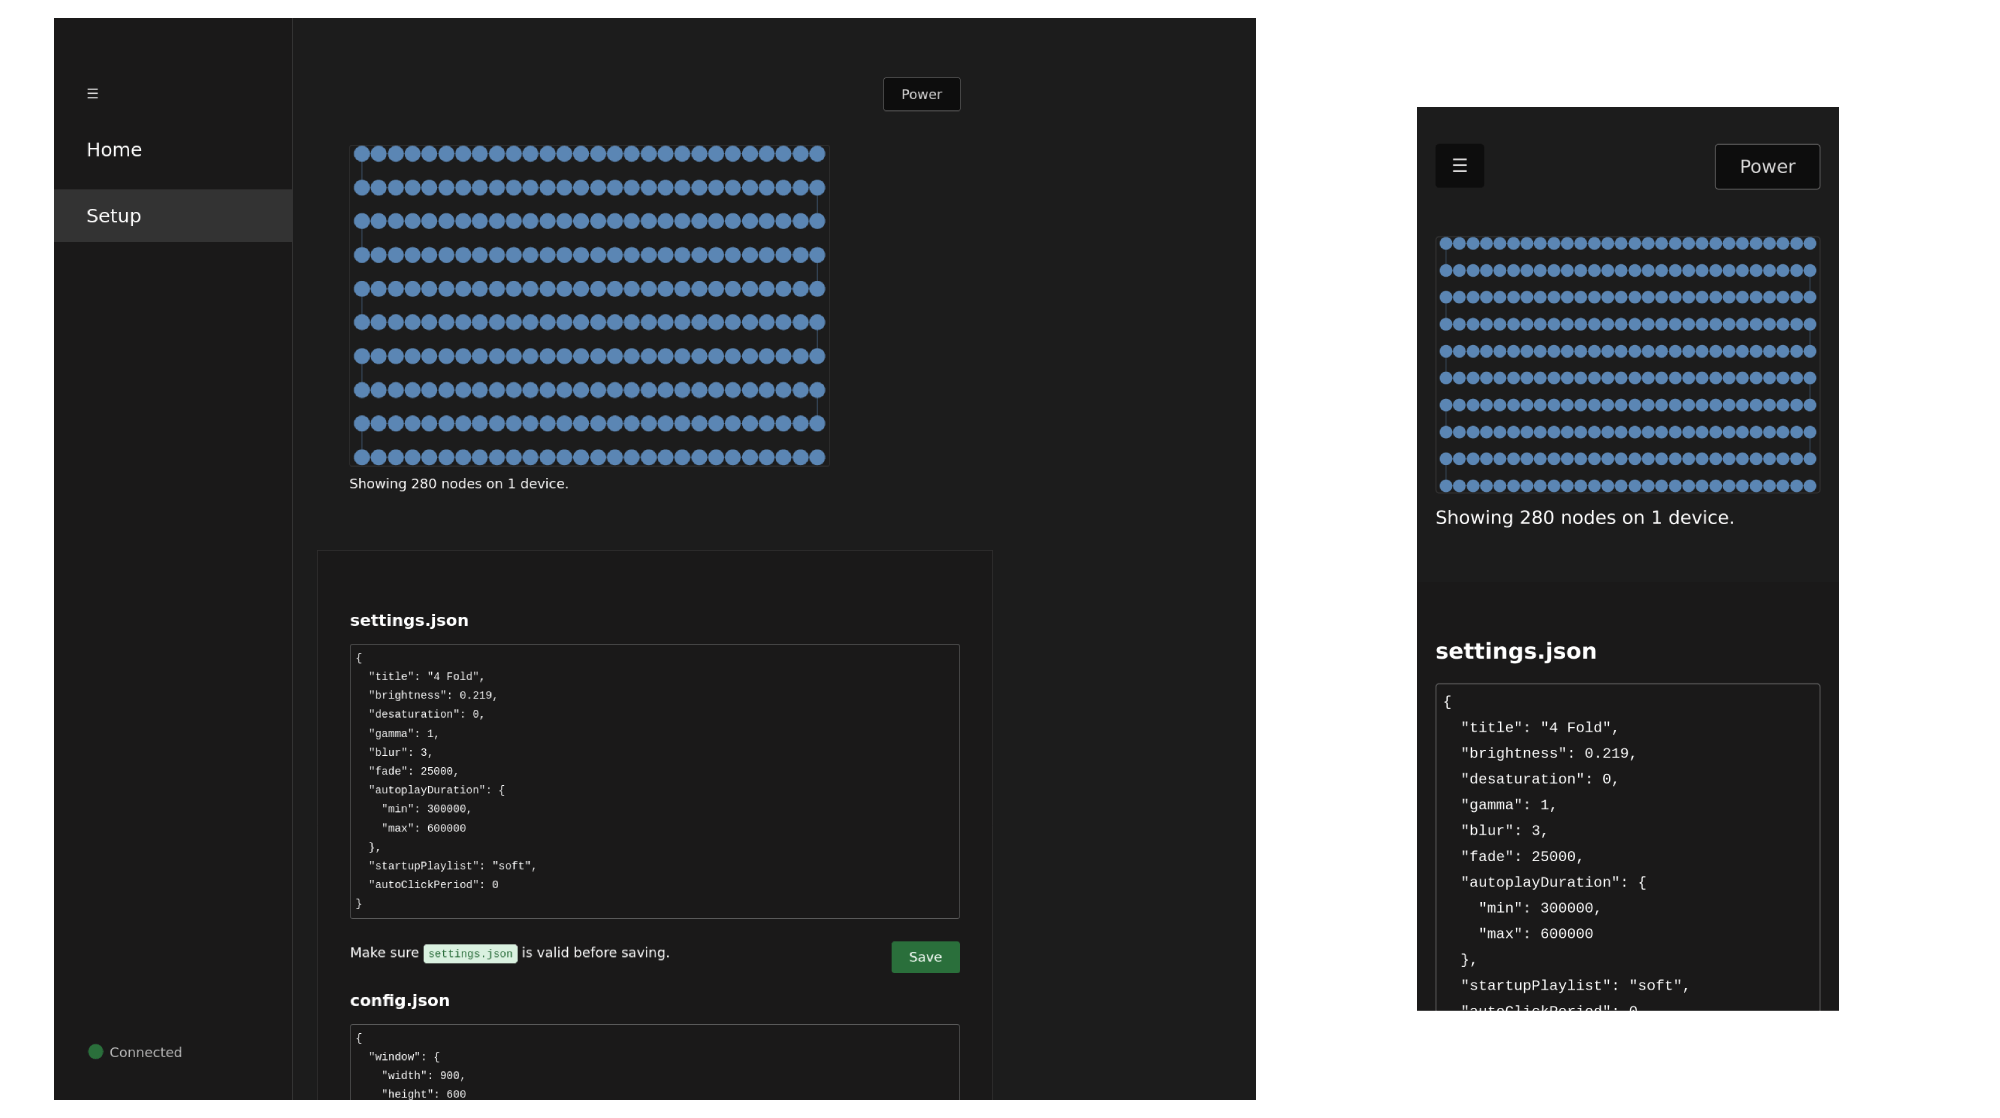 ☰
Power
Home
Setup
Showing 280 nodes on 1 device.
settings.json
{
  "title": "4 Fold",
  "brightness": 0.219,
  "desaturation": 0,
  "gamma": 1,
  "blur": 3,
  "fade": 25000,
  "autoplayDuration": {
    "min": 300000,
    "max": 600000
  },
  "startupPlaylist": "soft",
  "autoClickPeriod": 0
}
Make sure settings.json is valid before saving.
Save
config.json
{
  "window": {
    "width": 900,
    "height": 600
Connected
☰
Power
Showing 280 nodes on 1 device.
settings.json
{
  "title": "4 Fold",
  "brightness": 0.219,
  "desaturation": 0,
  "gamma": 1,
  "blur": 3,
  "fade": 25000,
  "autoplayDuration": {
    "min": 300000,
    "max": 600000
  },
  "startupPlaylist": "soft",
  "autoClickPeriod": 0